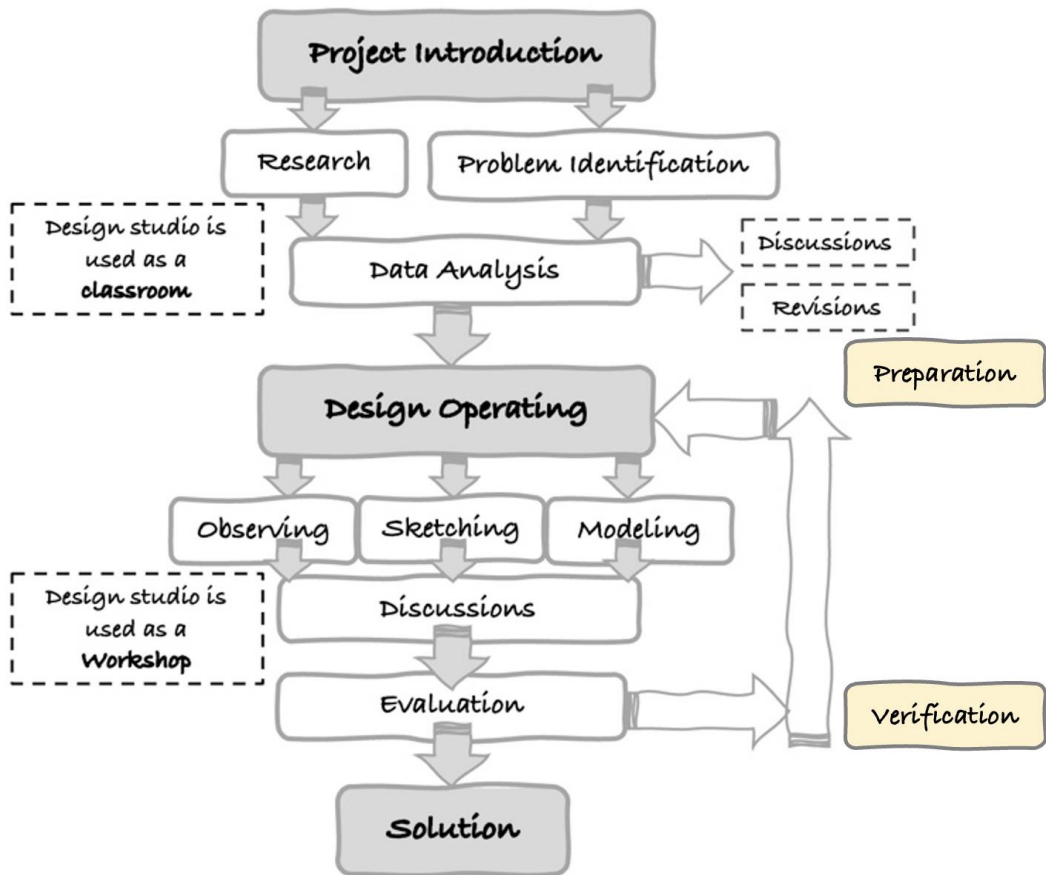 Project Introduction
Research
Problem Identification
Design studio is
used as a
classroom
Data Analysis
Discussions
Revisions
Preparation
Design Operating
Observing
Sketching
Modeling
Design studio is
used as a
Workshop
Discussions
Evaluation
Verification
Solution